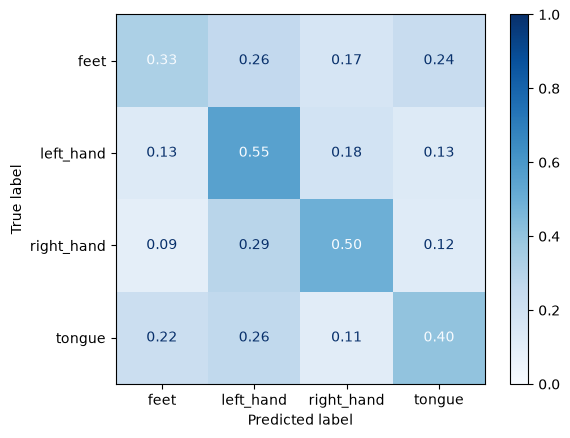 1.0
feet 0.33 0.26 0.17 0.24
0.8
left_hand 0.13 0.55 0.18 0.13
0.6
True label
0.4
right_hand 0.09 0.29 0.50 0.12
0.2
tongue 0.22 0.26 0.11 0.40
0.0
feet left_hand right_hand tongue
Predicted label